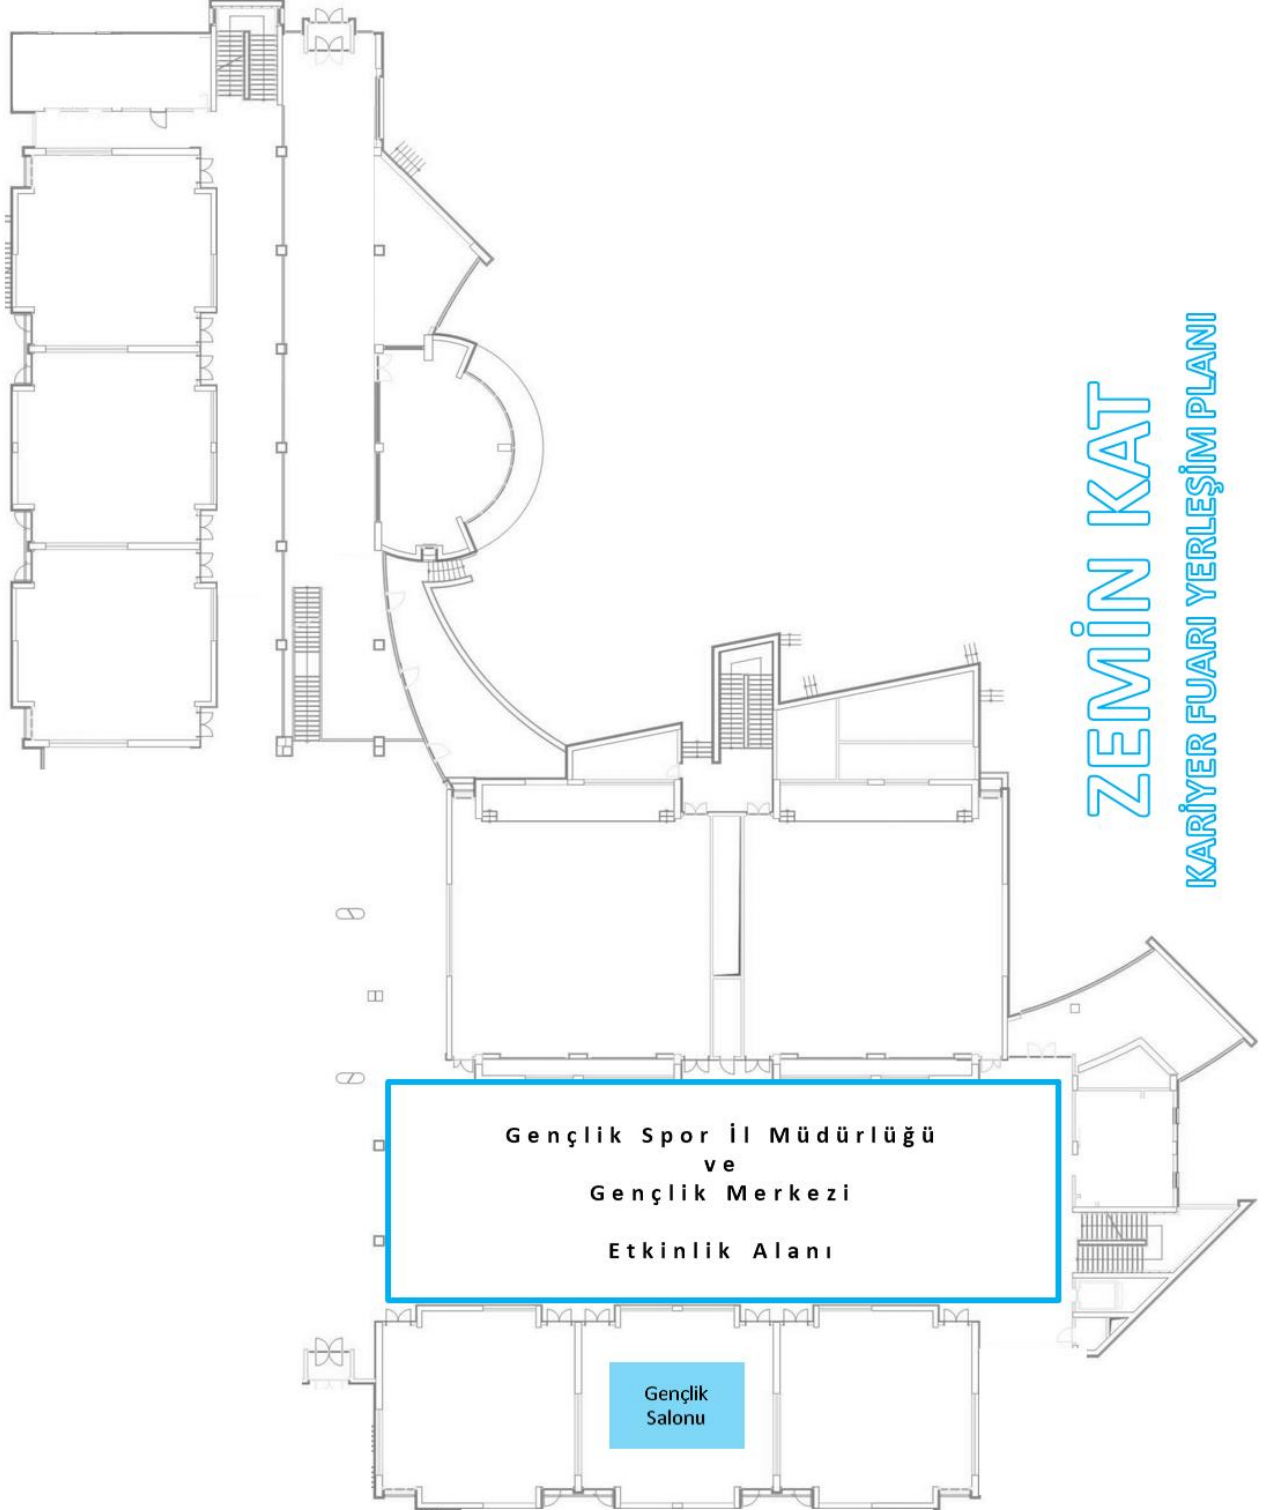 ZEMİN KAT
KARİYER FUARI YERLEŞİM PLANI
Gençlik Spor İl Müdürlüğü
ve
Gençlik Merkezi
Etkinlik Alanı
Gençlik
Salonu